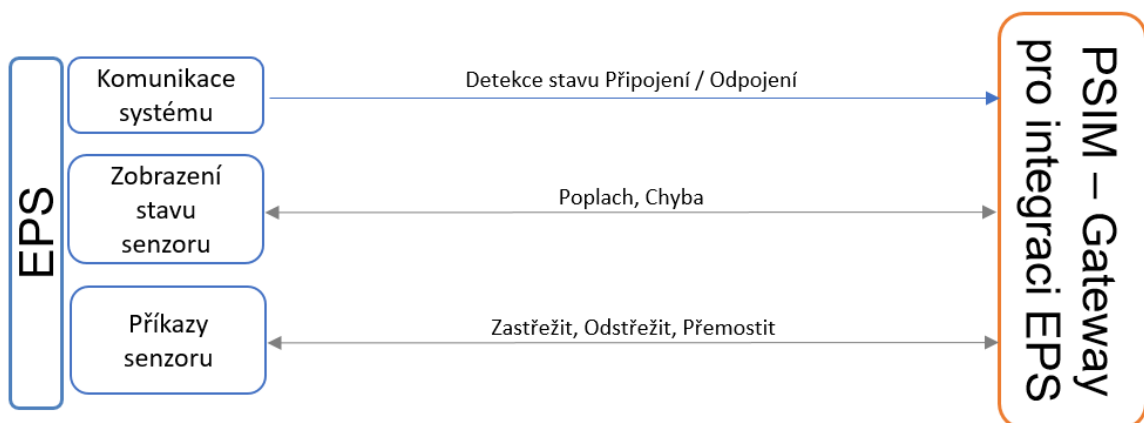 EPS
Komunikace
systému
Detekce stavu Připojení / Odpojení
Zobrazení
stavu
senzoru
Poplach, Chyba
Příkazy
senzoru
Zastřežit, Odstřežit, Přemostit
PSIM – Gateway
pro integraci EPS